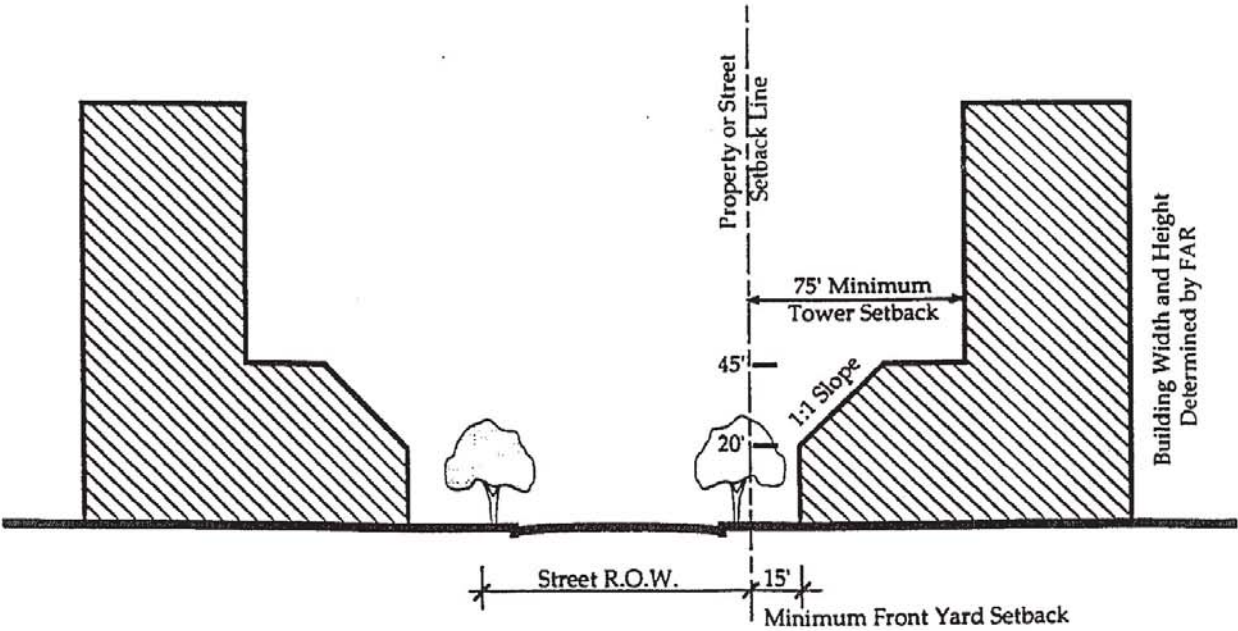 Property or Street
Setback Line
75' Minimum
Tower Setback
45'
1:1 Slope
20'
Building Width and Height
Determined by FAR
Street R.O.W.
15'
Minimum Front Yard Setback